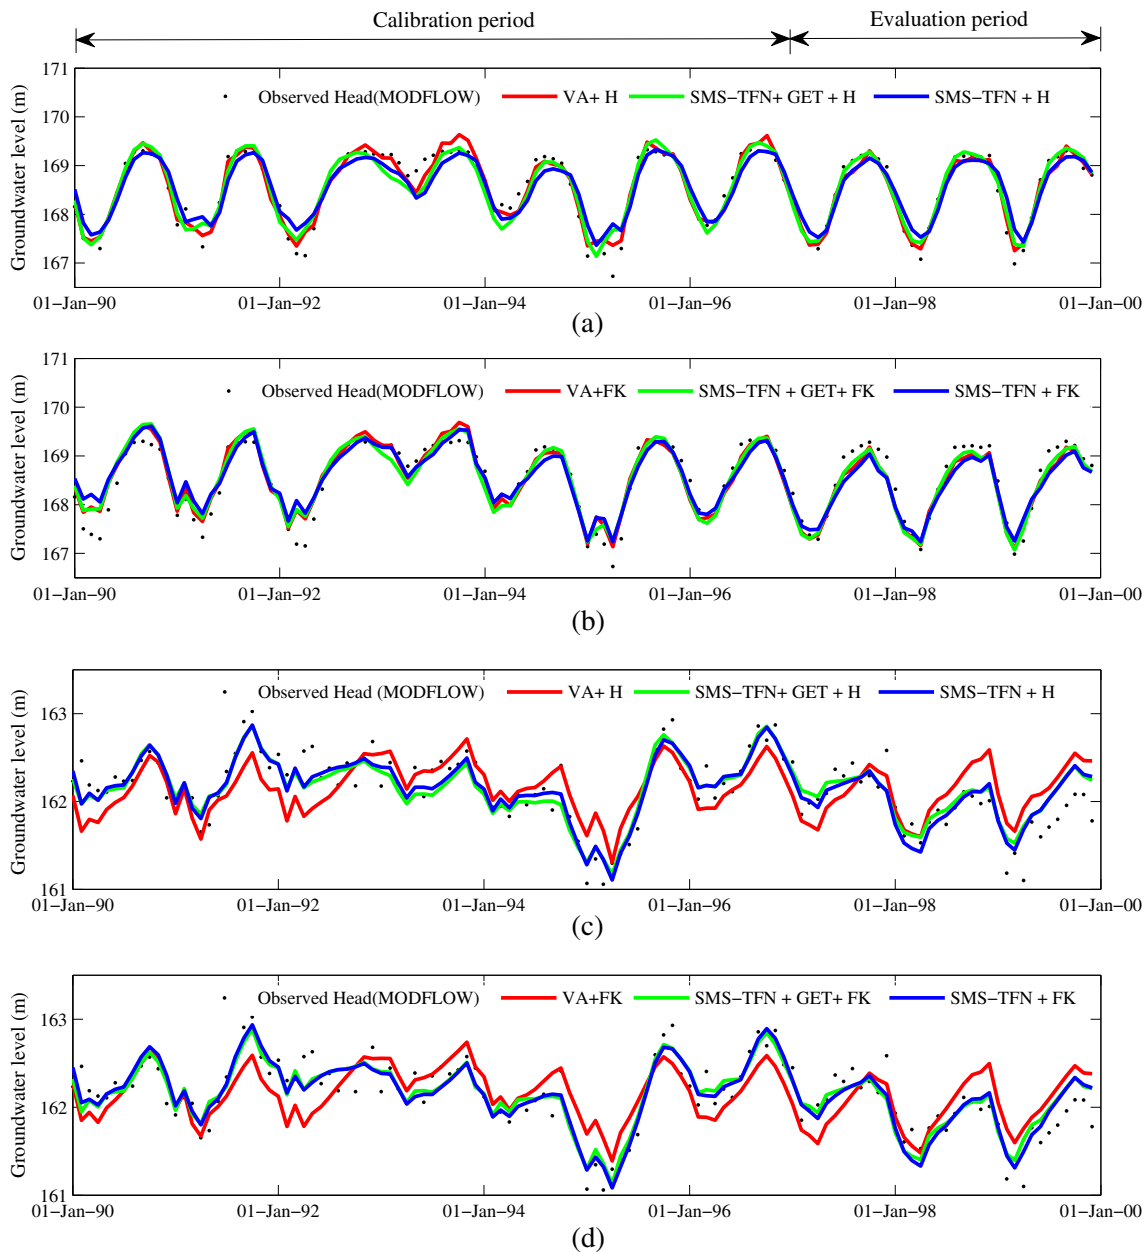 Calibration period Evaluation period
171
Observed Head(MODFLOW) VA+ H SMS−TFN+ GET + H SMS−TFN + H
170
169
168
167
Groundwater level (m)
01−Jan−90 01−Jan−92 01−Jan−94 01−Jan−96 01−Jan−98 01−Jan−00
(a)
171
Observed Head(MODFLOW) VA+FK SMS−TFN + GET+ FK SMS−TFN + FK
170
169
168
167
Groundwater level (m)
01−Jan−90 01−Jan−92 01−Jan−94 01−Jan−96 01−Jan−98 01−Jan−00
(b)
Observed Head (MODFLOW) VA+ H SMS−TFN+ GET + H SMS−TFN + H
163
162
161
Groundwater level (m)
01−Jan−90 01−Jan−92 01−Jan−94 01−Jan−96 01−Jan−98 01−Jan−00
(c)
Observed Head(MODFLOW) VA+FK SMS−TFN + GET+ FK SMS−TFN + FK
163
162
161
Groundwater level (m)
01−Jan−90 01−Jan−92 01−Jan−94 01−Jan−96 01−Jan−98 01−Jan−00
(d)